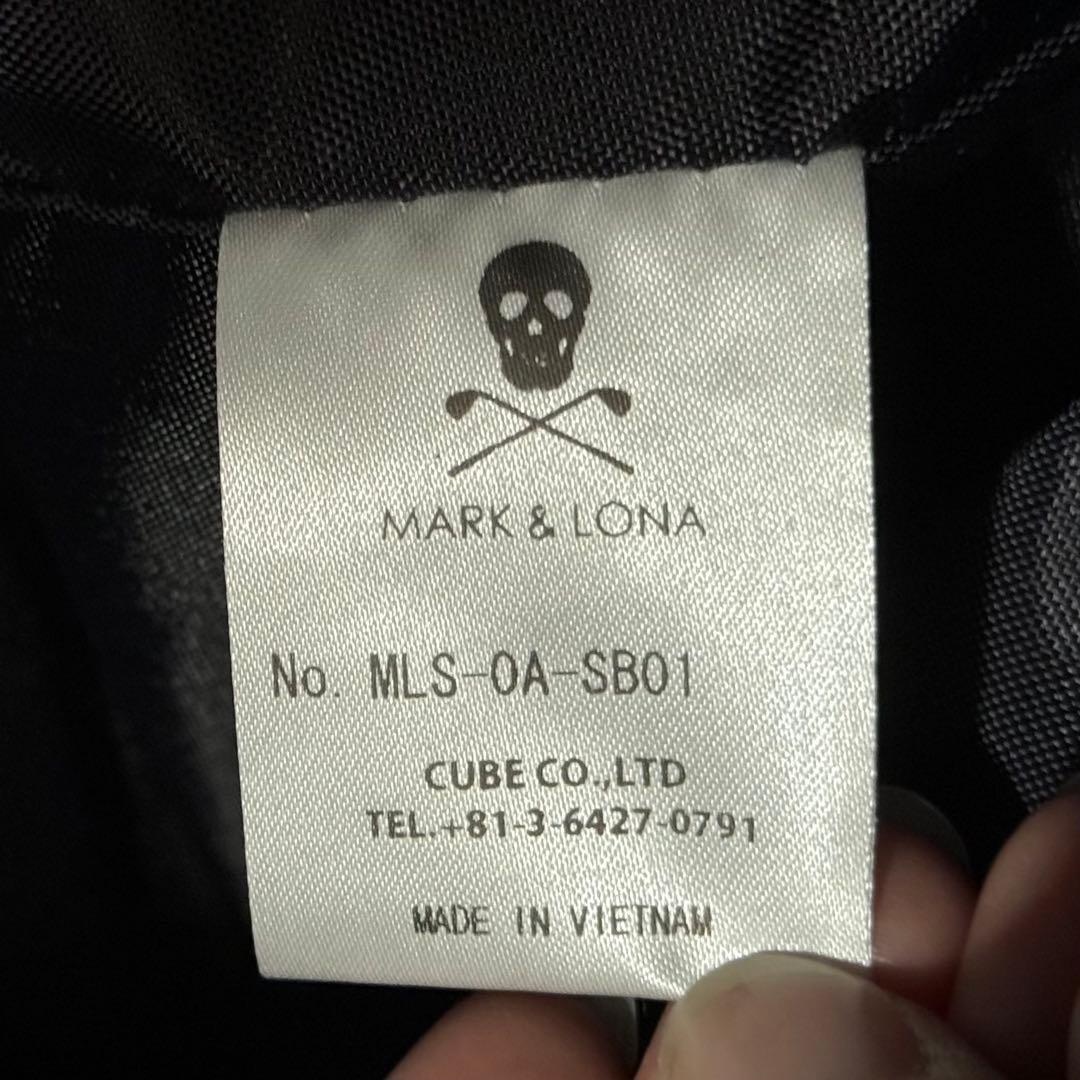 MARK & LONA
No. MLS-0A-SB01
CUBE CO.,LTD
TEL.+81-3-6427-0791
MADE IN VIETNAM